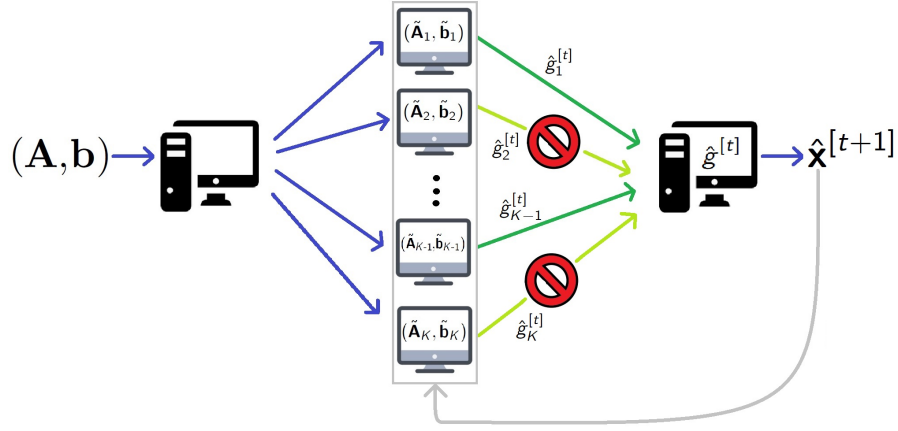 (A,b)
(Ã₁, b̃₁)
(Ã₂, b̃₂)
(Ã_{K-1},b̃_{K-1})
(Ã_K, b̃_K)
ĝ₁^{[t]}
ĝ₂^{[t]}
ĝ_{K−1}^{[t]}
ĝ_K^{[t]}
ĝ^{[t]}
x̂^{[t+1]}